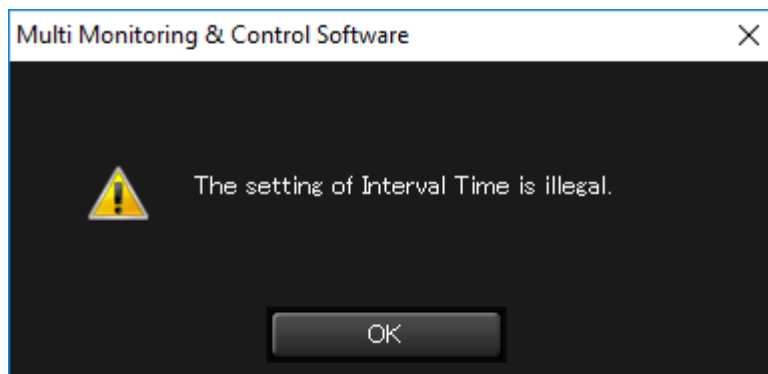 Multi Monitoring & Control Software
The setting of Interval Time is illegal.
OK